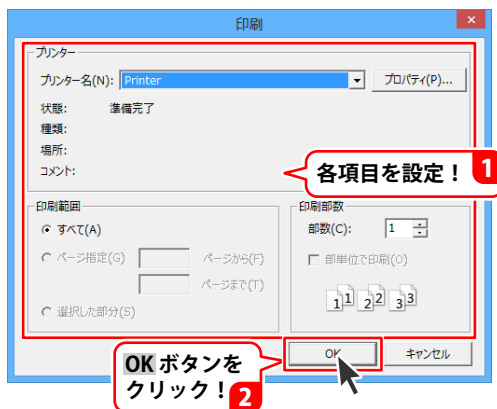 印刷
プリンター
プリンター名(N): Printer
プロパティ(P)...
状態: 準備完了
種類:
場所:
コメント:
各項目を設定！ 1
印刷範囲
すべて(A)
ページ指定(G) ページから(F)
ページまで(T)
選択した部分(S)
印刷部数
部数(C): 1
部単位で印刷(O)
1 1 2 2 3 3
OK キャンセル
OK ボタンを
クリック！ 2